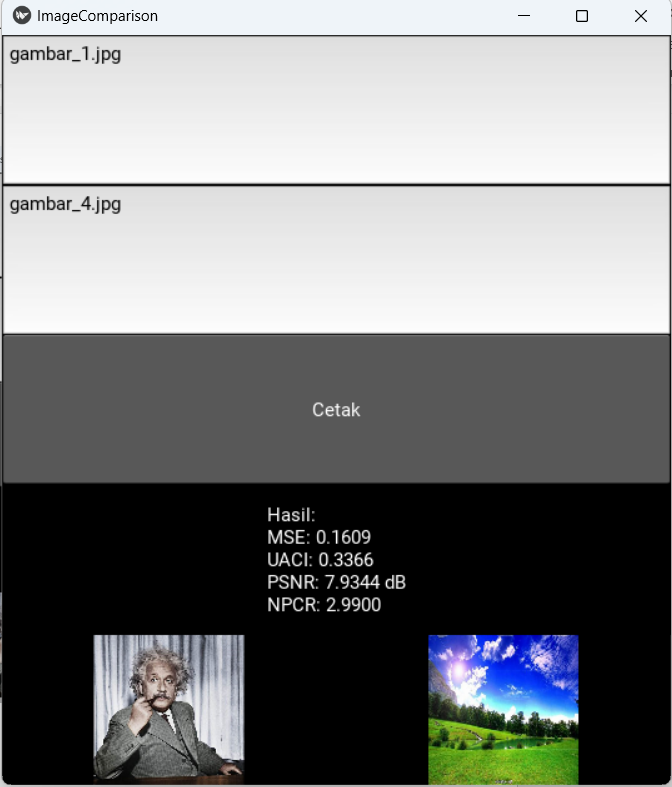 ImageComparison
gambar_1.jpg
gambar_4.jpg
Cetak
Hasil:
MSE: 0.1609
UACI: 0.3366
PSNR: 7.9344 dB
NPCR: 2.9900